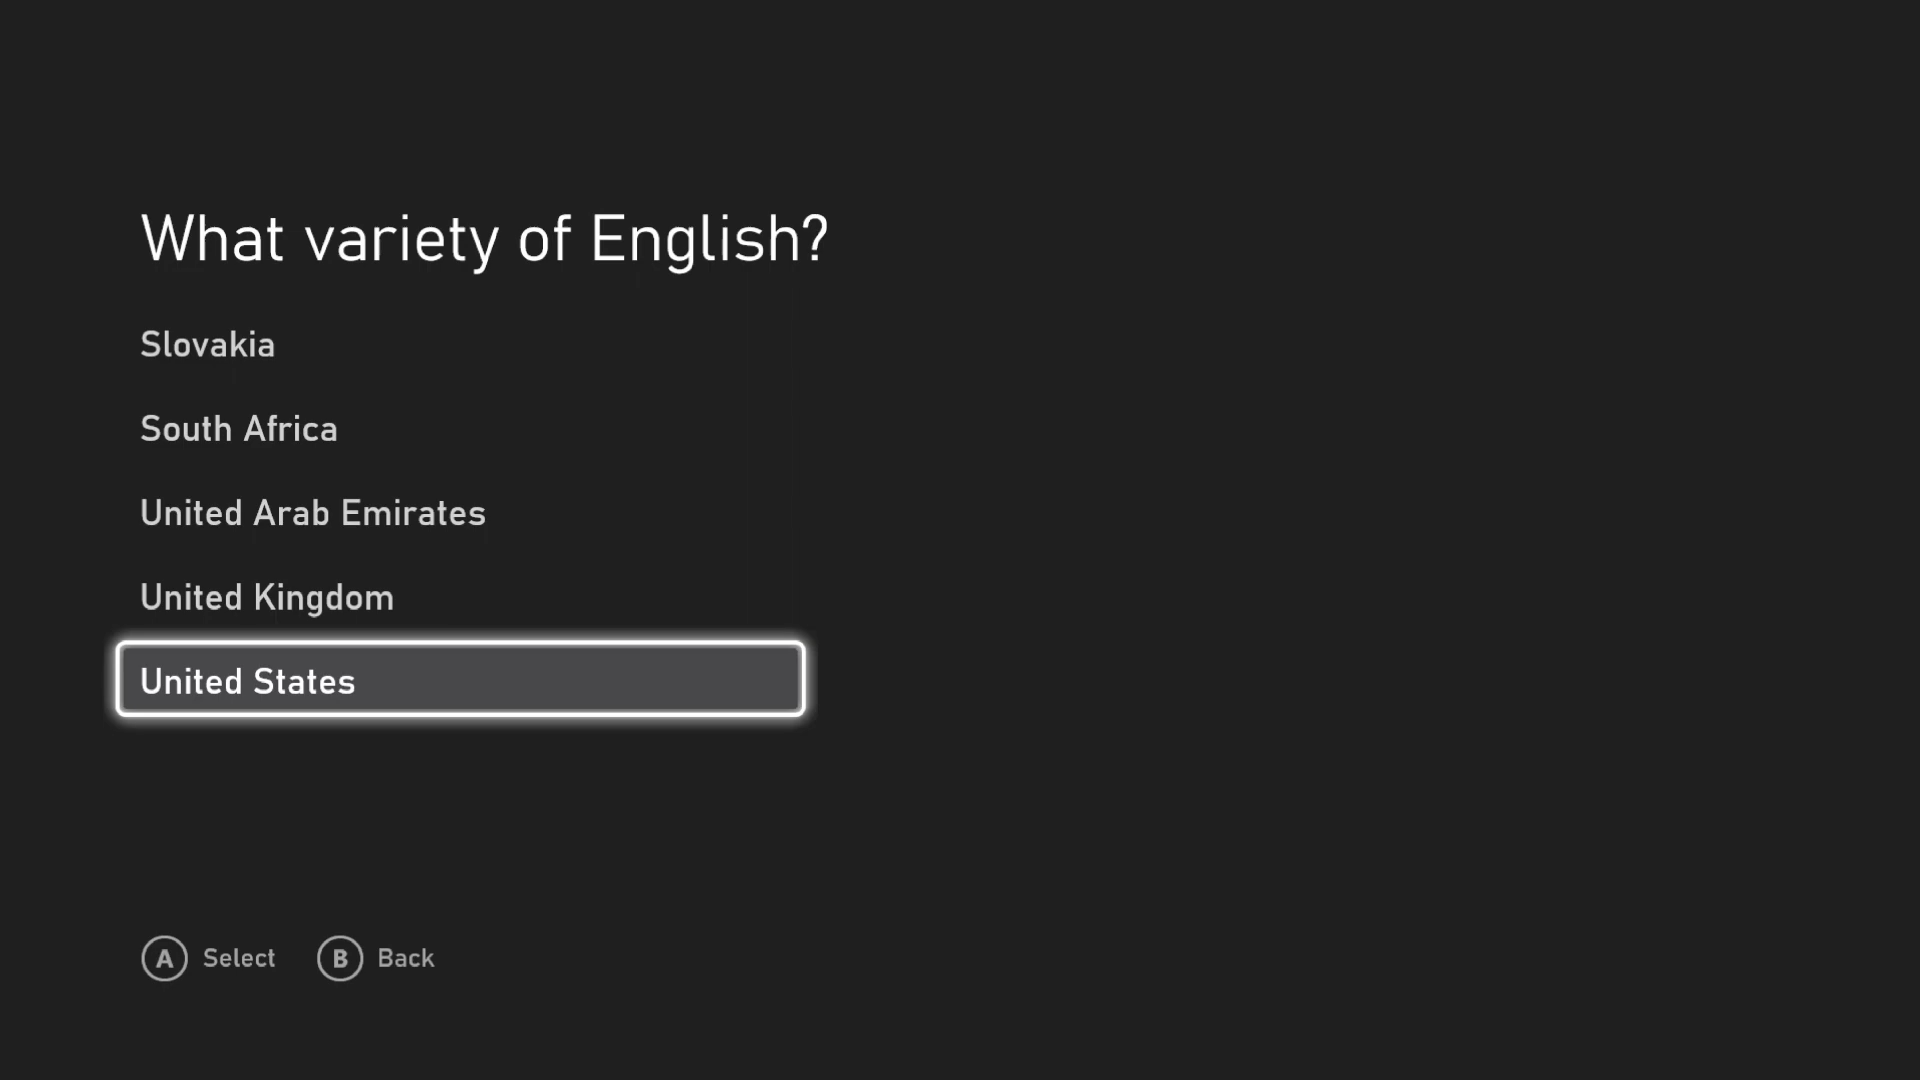 What variety of English?
Slovakia
South Africa
United Arab Emirates
United Kingdom
United States
A Select B Back